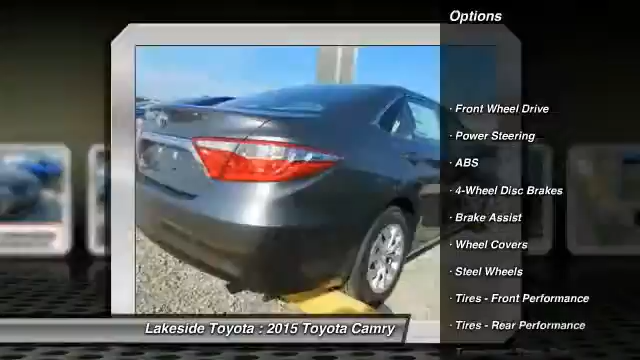 Options
· Front Wheel Drive
· Power Steering
· ABS
· 4-Wheel Disc Brakes
· Brake Assist
· Wheel Covers
· Steel Wheels
· Tires - Front Performance
· Tires - Rear Performance
Lakeside Toyota : 2015 Toyota Camry